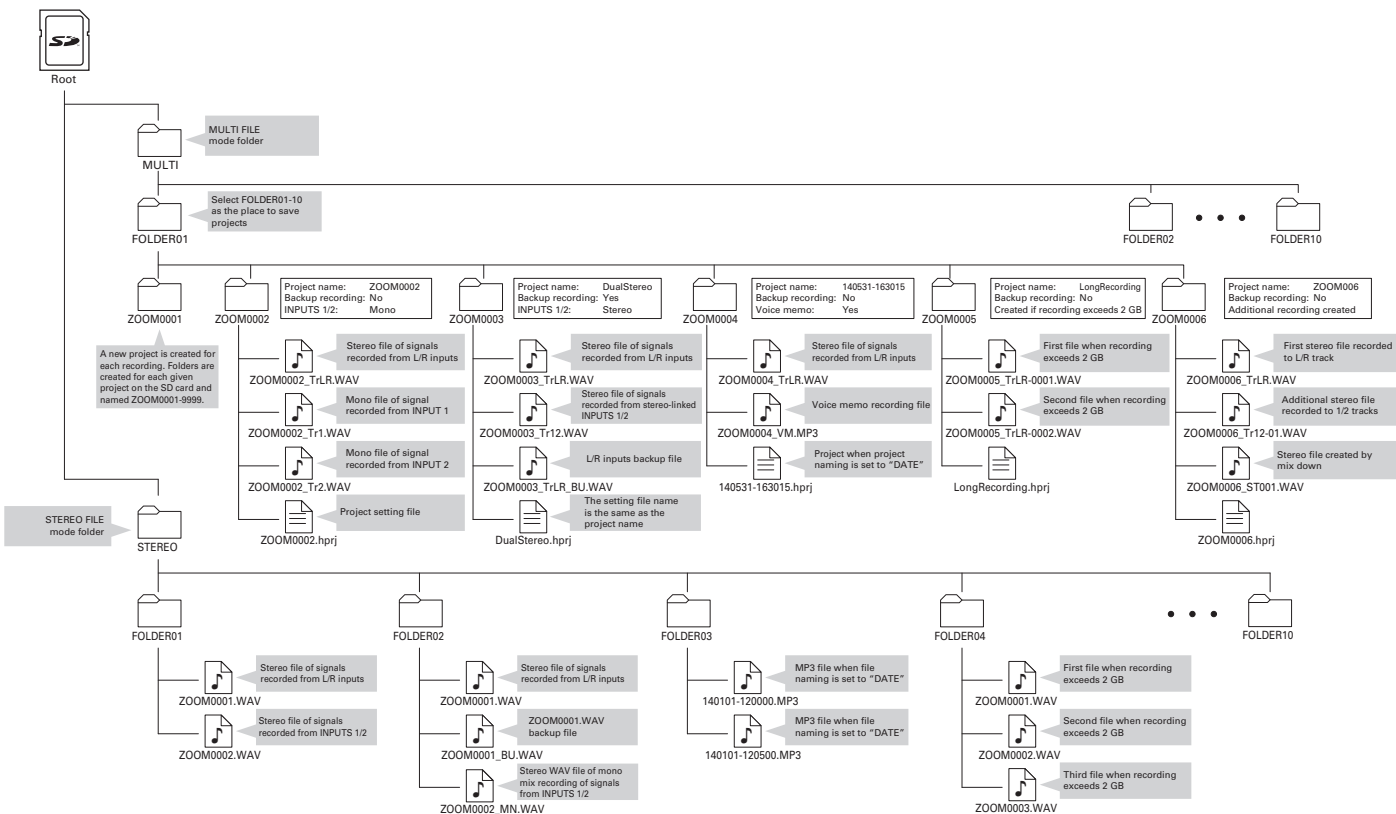 SD
Root
MULTI FILE
mode folder
MULTI
Select FOLDER01-10
as the place to save
projects
FOLDER01
FOLDER02
FOLDER10
ZOOM0001
A new project is created for
each recording. Folders are
created for each given
project on the SD card and
named ZOOM0001-9999.
ZOOM0002
Project name: ZOOM0002
Backup recording: No
INPUTS 1/2: Mono
Stereo file of signals
recorded from L/R inputs
ZOOM0002_TrLR.WAV
Mono file of signal
recorded from INPUT 1
ZOOM0002_Tr1.WAV
Mono file of signal
recorded from INPUT 2
ZOOM0002_Tr2.WAV
Project setting file
ZOOM0002.hprj
ZOOM0003
Project name: DualStereo
Backup recording: Yes
INPUTS 1/2: Stereo
Stereo file of signals
recorded from L/R inputs
ZOOM0003_TrLR.WAV
Stereo file of signals
recorded from stereo-linked
INPUTS 1/2
ZOOM0003_Tr12.WAV
L/R inputs backup file
ZOOM0003_TrLR_BU.WAV
The setting file name
is the same as the
project name
DualStereo.hprj
ZOOM0004
Project name: 140531-163015
Backup recording: No
Voice memo: Yes
Stereo file of signals
recorded from L/R inputs
ZOOM0004_TrLR.WAV
Voice memo recording file
ZOOM0004_VM.MP3
Project when project
naming is set to “DATE”
140531-163015.hprj
ZOOM0005
Project name: LongRecording
Backup recording: No
Created if recording exceeds 2 GB
First file when recording
exceeds 2 GB
ZOOM0005_TrLR-0001.WAV
Second file when recording
exceeds 2 GB
ZOOM0005_TrLR-0002.WAV
LongRecording.hprj
ZOOM0006
Project name: ZOOM006
Backup recording: No
Additional recording created
First stereo file recorded
to L/R track
ZOOM0006_TrLR.WAV
Additional stereo file
recorded to 1/2 tracks
ZOOM0006_Tr12-01.WAV
Stereo file created by
mix down
ZOOM0006_ST001.WAV
ZOOM0006.hprj
STEREO FILE
mode folder
STEREO
FOLDER01
Stereo file of signals
recorded from L/R inputs
ZOOM0001.WAV
Stereo file of signals
recorded from INPUTS 1/2
ZOOM0002.WAV
FOLDER02
Stereo file of signals
recorded from L/R inputs
ZOOM0001.WAV
ZOOM0001.WAV
backup file
ZOOM0001_BU.WAV
Stereo WAV file of mono
mix recording of signals
from INPUTS 1/2
ZOOM0002_MN.WAV
FOLDER03
MP3 file when file
naming is set to “DATE”
140101-120000.MP3
MP3 file when file
naming is set to “DATE”
140101-120500.MP3
FOLDER04
First file when recording
exceeds 2 GB
ZOOM0001.WAV
Second file when recording
exceeds 2 GB
ZOOM0002.WAV
Third file when recording
exceeds 2 GB
ZOOM0003.WAV
FOLDER10